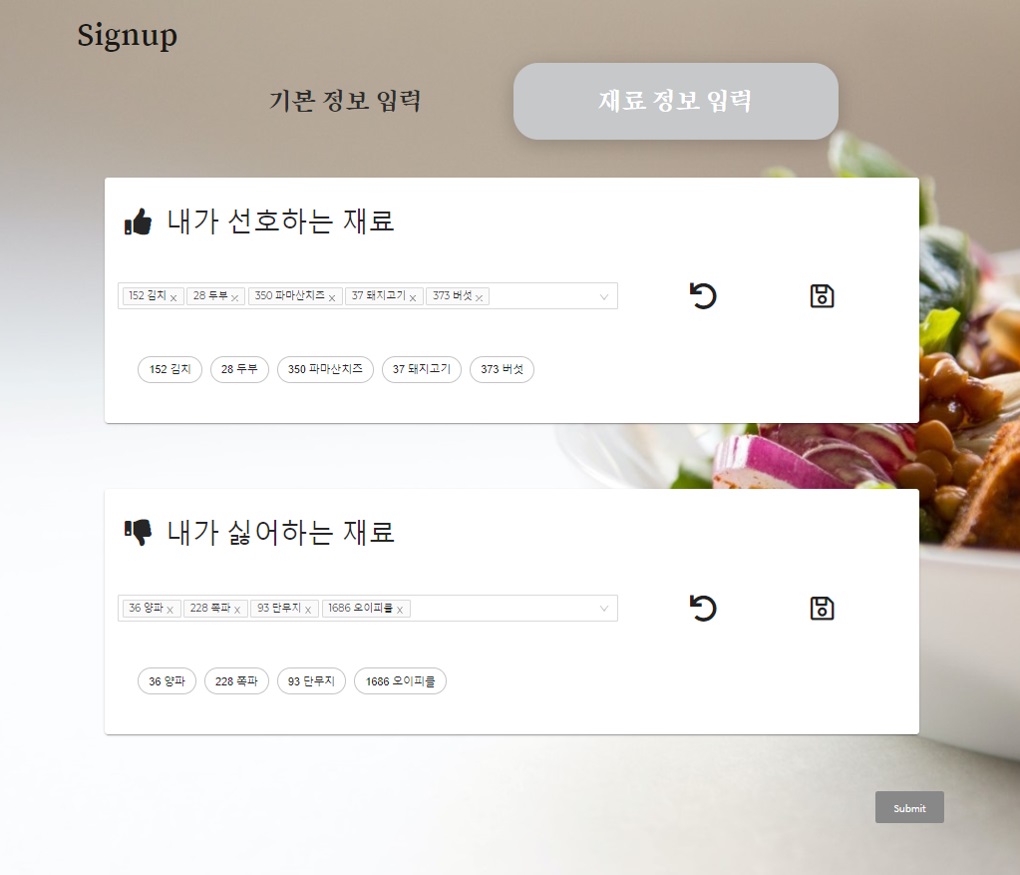 Signup
기본 정보 입력 재료 정보 입력
내가 선호하는 재료
152 김치 x 28 두부 x 350 파마산치즈 x 37 돼지고기 x 373 버섯 x
152 김치 28 두부 350 파마산치즈 37 돼지고기 373 버섯
내가 싫어하는 재료
36 양파 x 228 쪽파 x 93 단무지 x 1686 오이피클 x
36 양파 228 쪽파 93 단무지 1686 오이피클
Submit